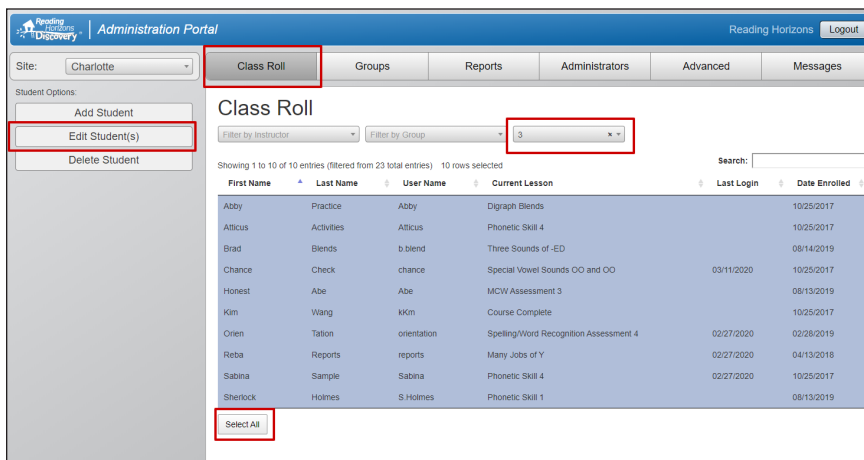 Reading Horizons Discovery Administration Portal Reading Horizons Logout
Site: Charlotte Class Roll Groups Reports Administrators Advanced Messages
Student Options:
Add Student
Edit Student(s)
Delete Student
Class Roll
Filter by Instructor Filter by Group 3
Showing 1 to 10 of 10 entries (filtered from 23 total entries) 10 rows selected Search:
First Name Last Name User Name Current Lesson Last Login Date Enrolled
Abby Practice Abby Digraph Blends 10/25/2017
Atticus Activities Atticus Phonetic Skill 4 10/25/2017
Brad Blends b.blend Three Sounds of -ED 08/14/2019
Chance Check chance Special Vowel Sounds OO and OO 03/11/2020 10/25/2017
Honest Abe Abe MCW Assessment 3 08/13/2019
Kim Wang kKm Course Complete 10/25/2017
Orien Tation orientation Spelling/Word Recognition Assessment 4 02/27/2020 02/28/2019
Reba Reports reports Many Jobs of Y 02/27/2020 04/13/2018
Sabina Sample Sabina Phonetic Skill 4 02/27/2020 10/25/2017
Sherlock Holmes S.Holmes Phonetic Skill 1 08/13/2019
Select All